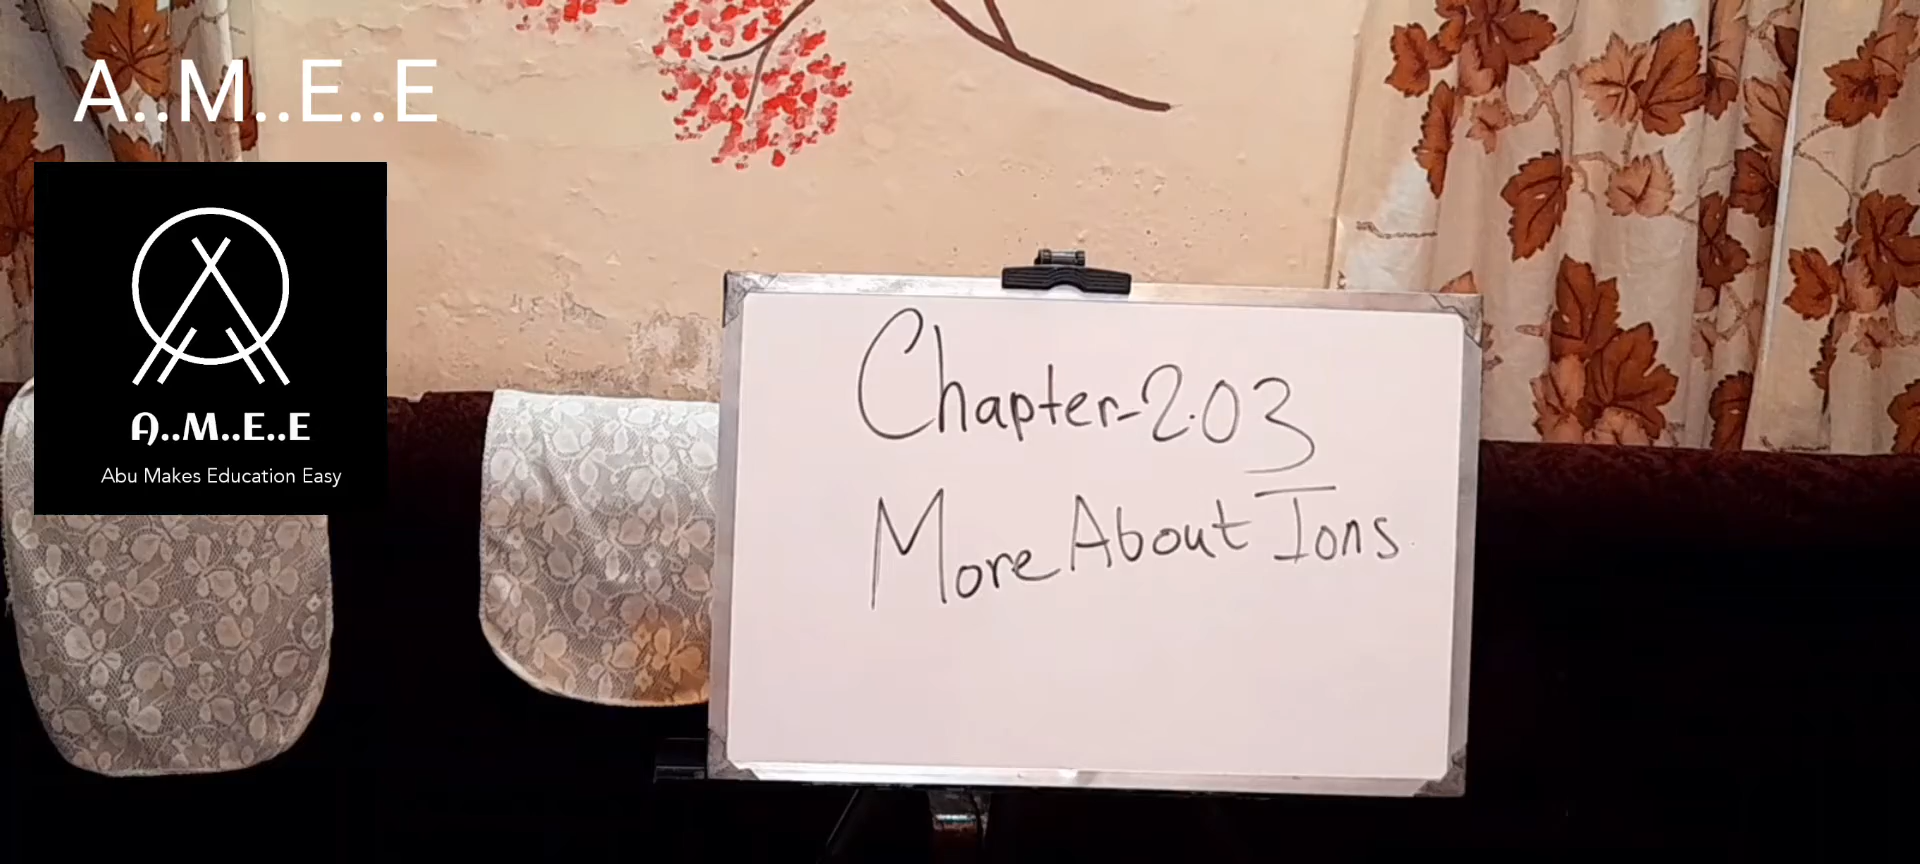 A..M..E..E
A..M..E..E
Abu Makes Education Easy
Chapter-2.03
More About Ions